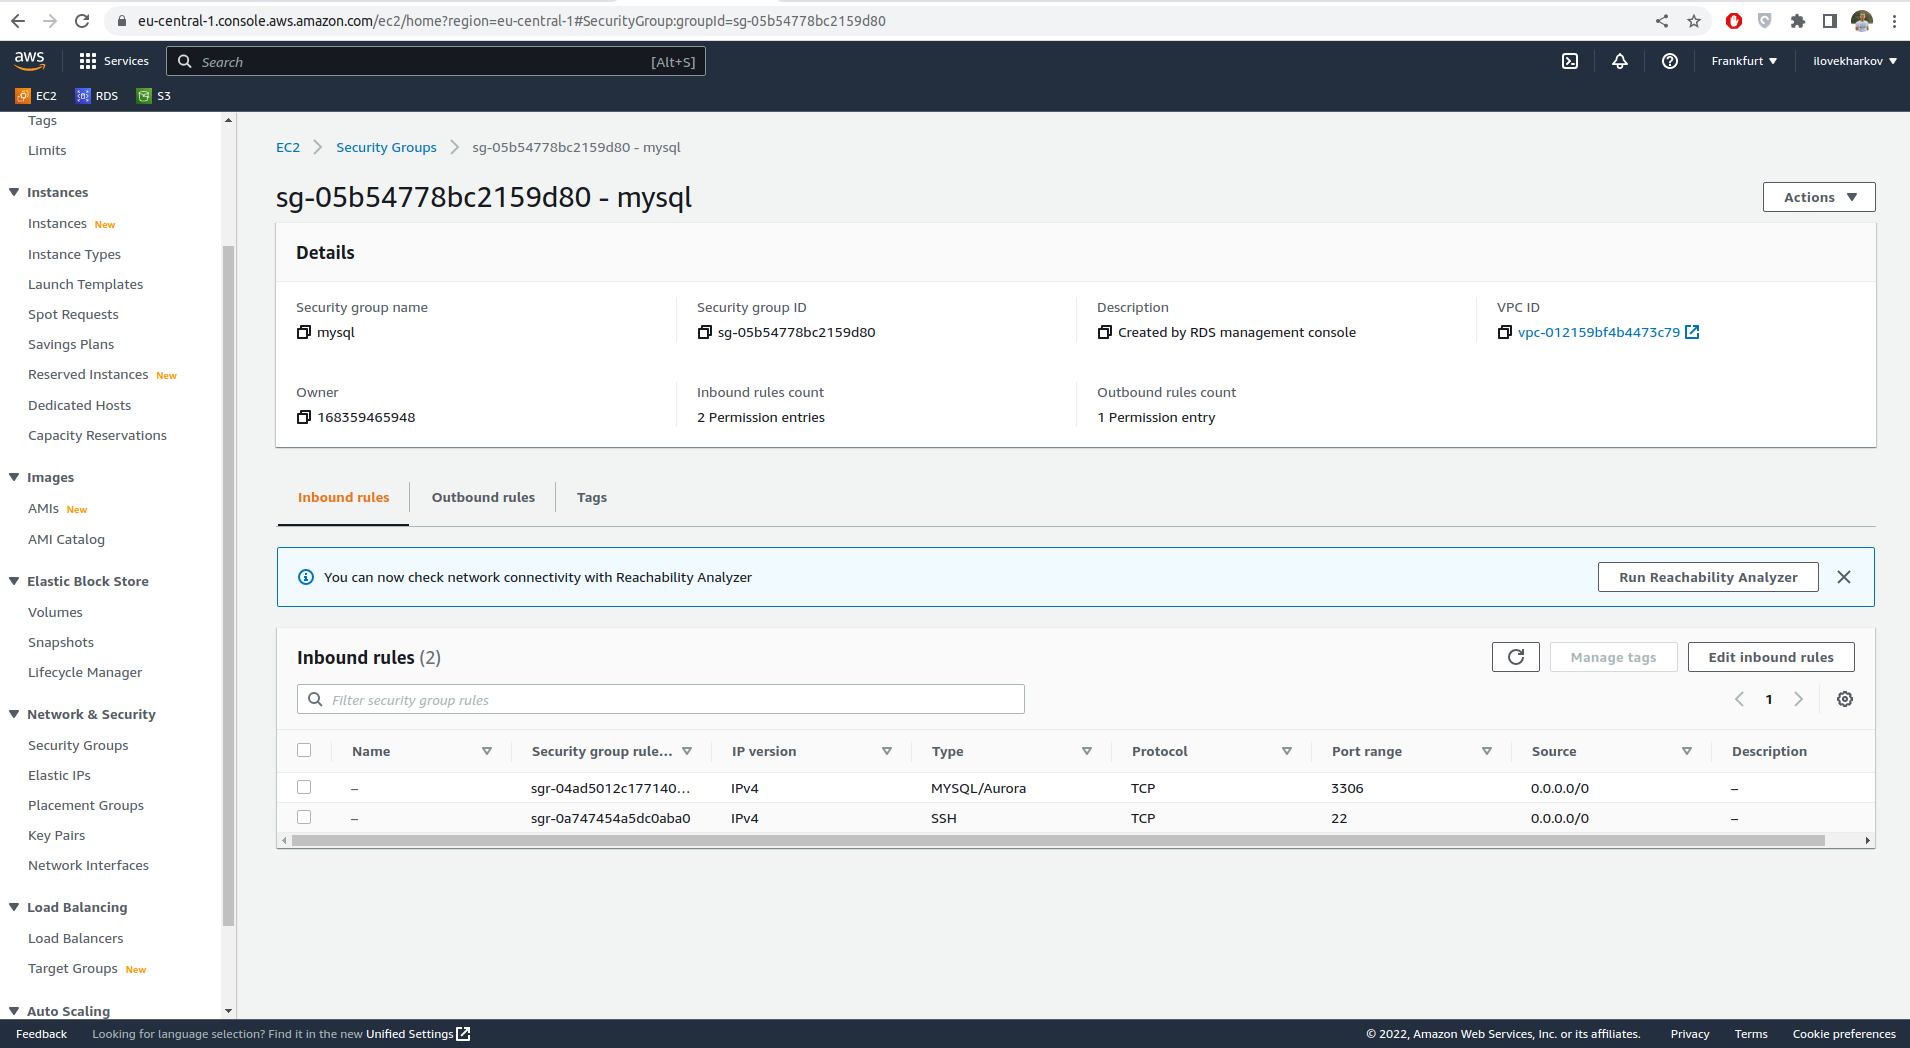 eu-central-1.console.aws.amazon.com/ec2/home?region=eu-central-1#SecurityGroup:groupId=sg-05b54778bc2159d80
aws Services Search [Alt+S] Frankfurt ▼ ilovekharkov ▼
EC2 RDS S3
Tags
Limits
Instances
Instances New
Instance Types
Launch Templates
Spot Requests
Savings Plans
Reserved Instances New
Dedicated Hosts
Capacity Reservations
Images
AMIs New
AMI Catalog
Elastic Block Store
Volumes
Snapshots
Lifecycle Manager
Network & Security
Security Groups
Elastic IPs
Placement Groups
Key Pairs
Network Interfaces
Load Balancing
Load Balancers
Target Groups New
Auto Scaling
EC2 Security Groups sg-05b54778bc2159d80 - mysql
sg-05b54778bc2159d80 - mysql
Actions ▼
Details
Security group name Security group ID Description VPC ID
mysql sg-05b54778bc2159d80 Created by RDS management console vpc-012159bf4b4473c79
Owner Inbound rules count Outbound rules count
168359465948 2 Permission entries 1 Permission entry
Inbound rules Outbound rules Tags
You can now check network connectivity with Reachability Analyzer Run Reachability Analyzer
Inbound rules (2) Manage tags Edit inbound rules
Filter security group rules 1
Name Security group rule... IP version Type Protocol Port range Source Description
– sgr-04ad5012c177140... IPv4 MYSQL/Aurora TCP 3306 0.0.0.0/0 –
– sgr-0a747454a5dc0aba0 IPv4 SSH TCP 22 0.0.0.0/0 –
Feedback Looking for language selection? Find it in the new Unified Settings © 2022, Amazon Web Services, Inc. or its affiliates. Privacy Terms Cookie preferences